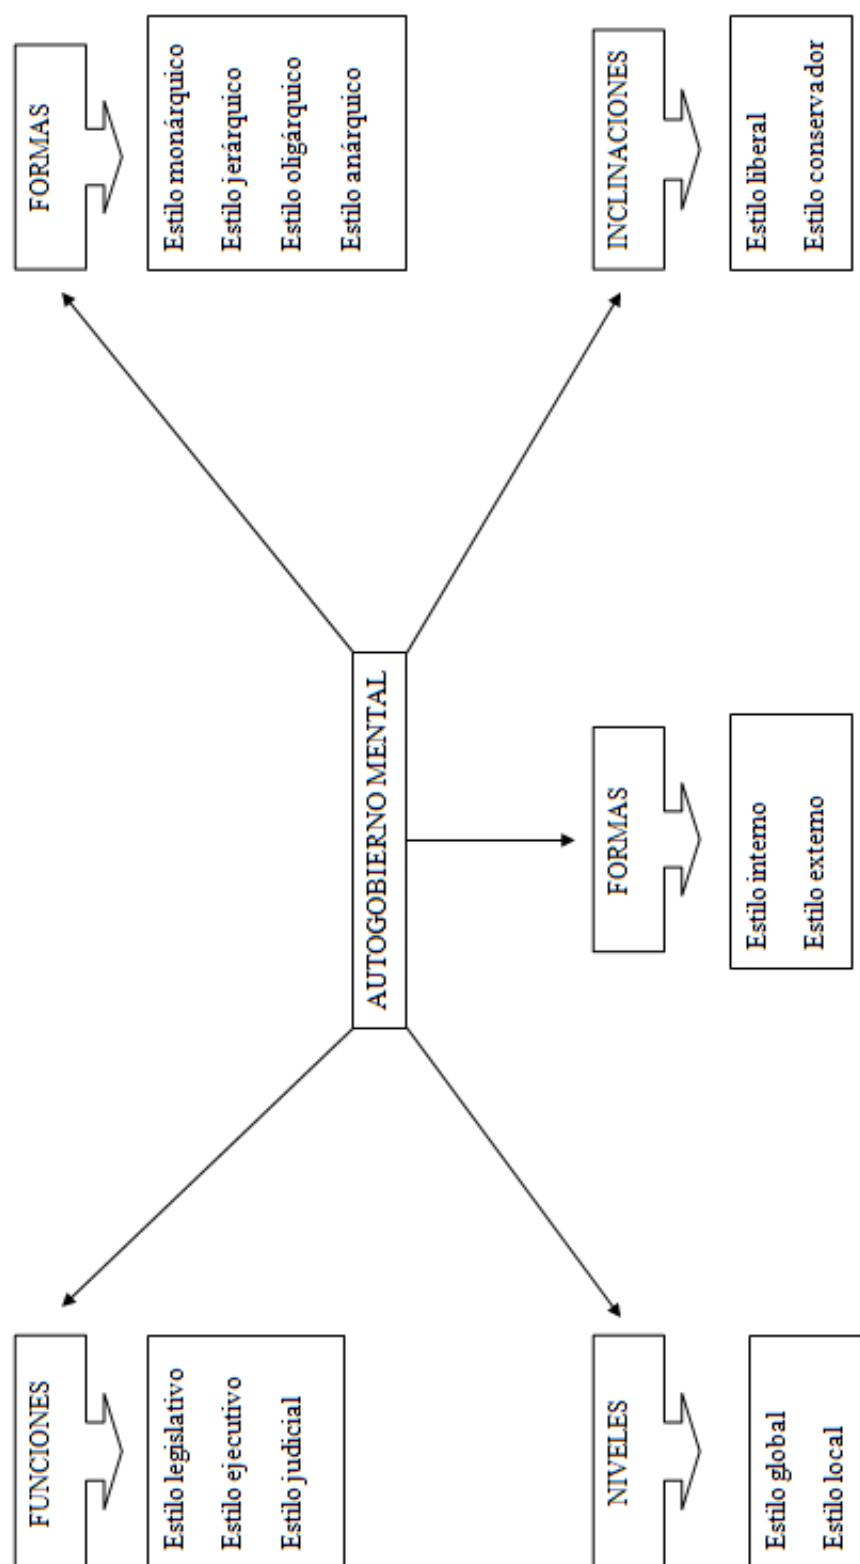 FUNCIONES
Estilo legislativo
Estilo ejecutivo
Estilo judicial
FORMAS
Estilo monárquico
Estilo jerárquico
Estilo oligárquico
Estilo anárquico
AUTOGOBIERNO MENTAL
NIVELES
Estilo global
Estilo local
FORMAS
Estilo interno
Estilo externo
INCLINACIONES
Estilo liberal
Estilo conservador